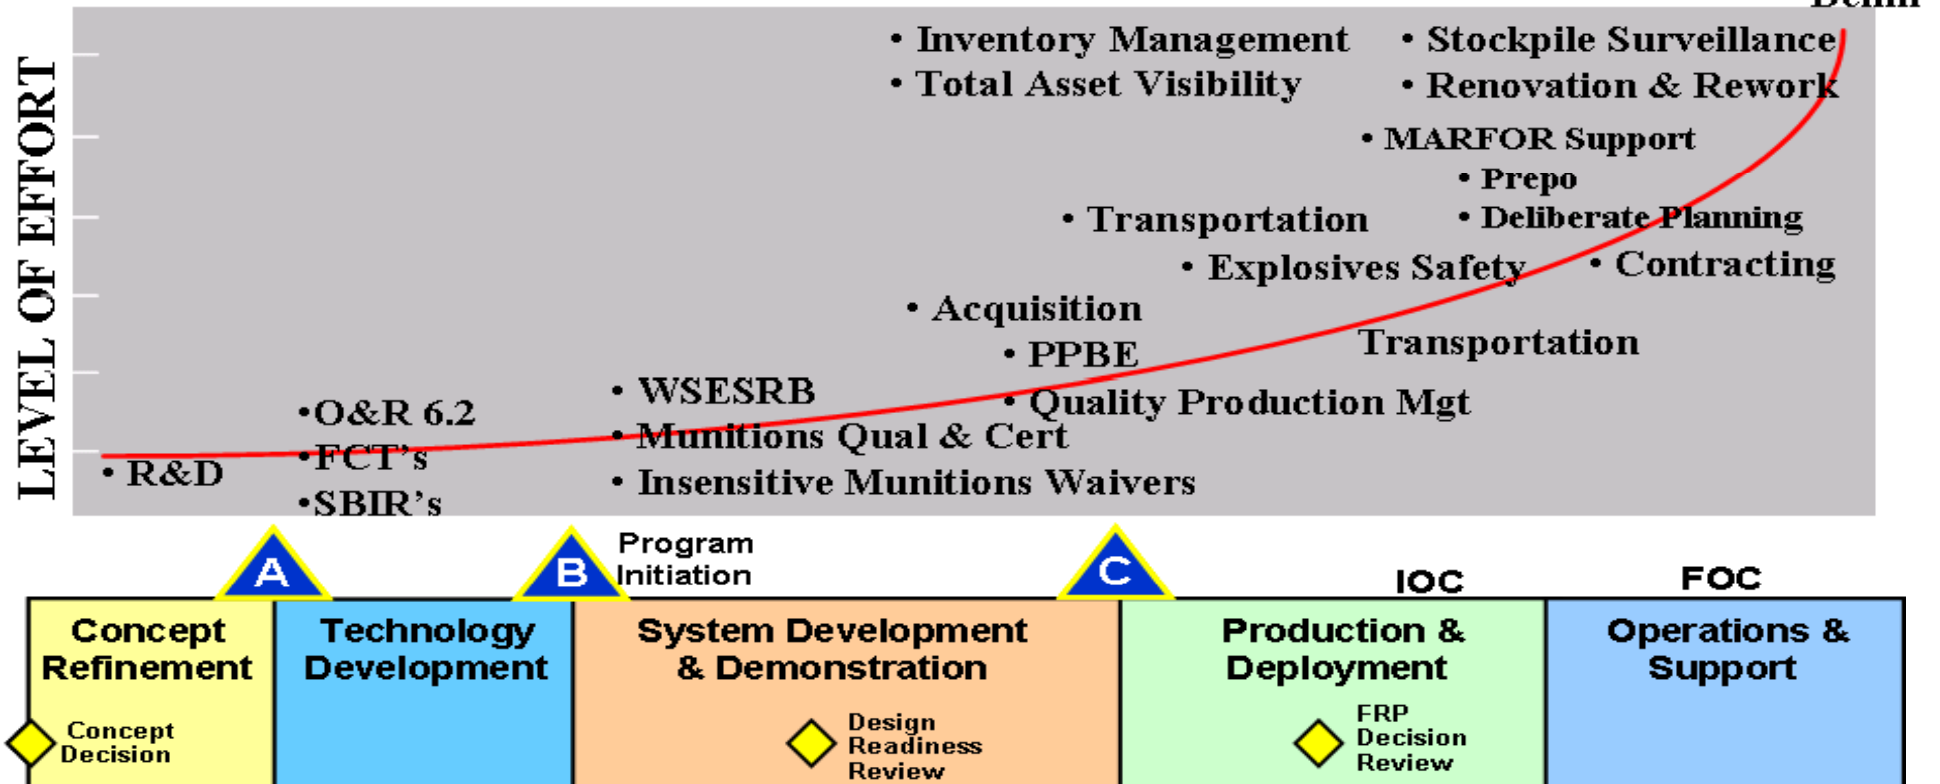 LEVEL OF EFFORT
• Inventory Management
• Total Asset Visibility
• Stockpile Surveillance
• Renovation & Rework
• MARFOR Support
• Prepo
• Deliberate Planning
• Transportation
• Explosives Safety
• Contracting
• Acquisition
• PPBE
• Quality Production Mgt
Transportation
• WSESRB
• Munitions Qual & Cert
• Insensitive Munitions Waivers
•O&R 6.2
•FCT’s
•SBIR’s
• R&D
A
B
Program
Initiation
C
IOC
FOC
Concept
Refinement
Technology
Development
System Development
& Demonstration
Production &
Deployment
Operations &
Support
Concept
Decision
Design
Readiness
Review
FRP
Decision
Review